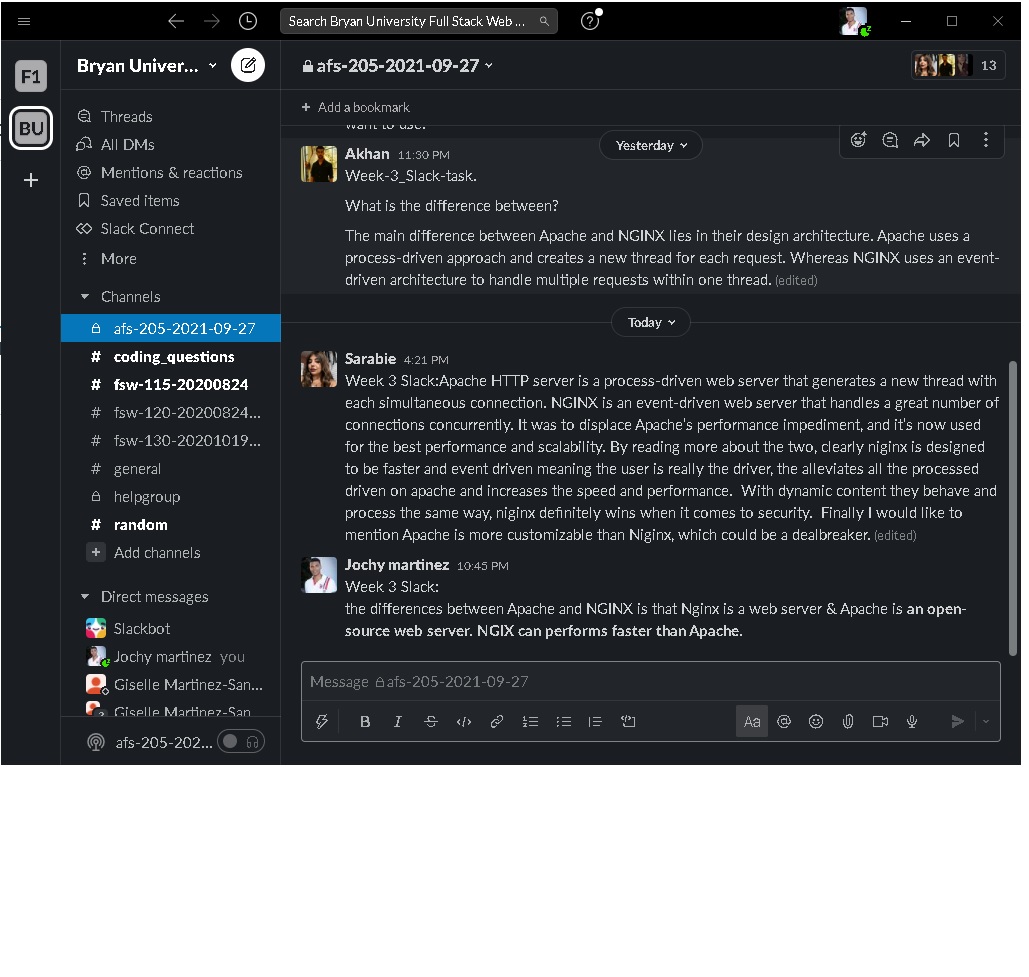 Search Bryan University Full Stack Web ...
F1
Bryan Univer...
afs-205-2021-09-27
13
BU
Threads
All DMs
Mentions & reactions
Saved items
Slack Connect
More
Channels
afs-205-2021-09-27
coding_questions
fsw-115-20200824
fsw-120-20200824...
fsw-130-20201019...
general
helpgroup
random
Add channels
Direct messages
Slackbot
Jochy martinez you
Giselle Martinez-San...
Giselle Martinez-San
afs-205-202...
+ Add a bookmark
want to use.
Yesterday
Akhan 11:30 PM
Week-3_Slack-task.
What is the difference between?
The main difference between Apache and NGINX lies in their design architecture. Apache uses a
process-driven approach and creates a new thread for each request. Whereas NGINX uses an event-
driven architecture to handle multiple requests within one thread. (edited)
Today
Sarabie 4:21 PM
Week 3 Slack:Apache HTTP server is a process-driven web server that generates a new thread with
each simultaneous connection. NGINX is an event-driven web server that handles a great number of
connections concurrently. It was to displace Apache's performance impediment, and it's now used
for the best performance and scalability. By reading more about the two, clearly niginx is designed
to be faster and event driven meaning the user is really the driver, the alleviates all the processed
driven on apache and increases the speed and performance.  With dynamic content they behave and
process the same way, niginx definitely wins when it comes to security.  Finally I would like to
mention Apache is more customizable than Niginx, which could be a dealbreaker. (edited)
Jochy martinez 10:45 PM
Week 3 Slack:
the differences between Apache and NGINX is that Nginx is a web server & Apache is an open-
source web server. NGIX can performs faster than Apache.
Message afs-205-2021-09-27
B I S Aa